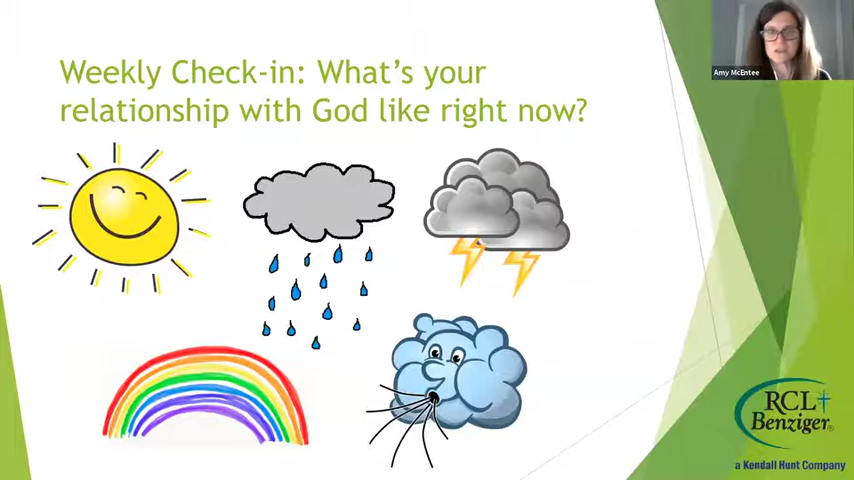 Weekly Check-in: What's your
relationship with God like right now?
Amy McEntee
RCL
Benziger®
a Kendall Hunt Company